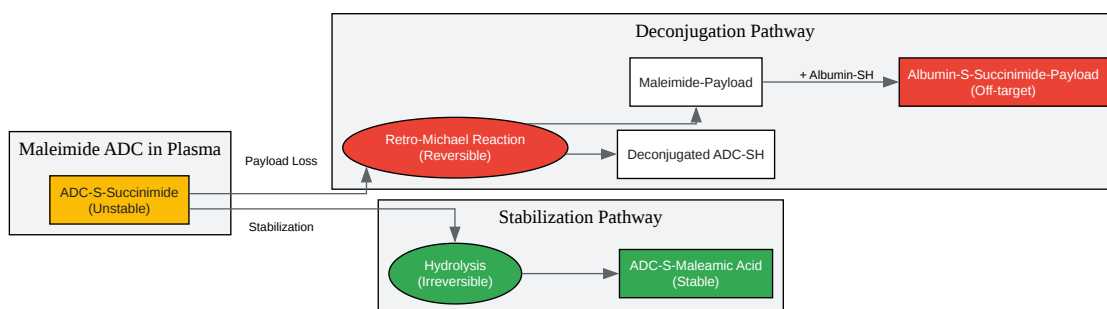 Deconjugation Pathway
Maleimide-Payload
+ Albumin-SH
Albumin-S-Succinimide-Payload
(Off-target)
Retro-Michael Reaction
(Reversible)
Deconjugated ADC-SH
Maleimide ADC in Plasma
ADC-S-Succinimide
(Unstable)
Payload Loss
Stabilization
Stabilization Pathway
Hydrolysis
(Irreversible)
ADC-S-Maleamic Acid
(Stable)